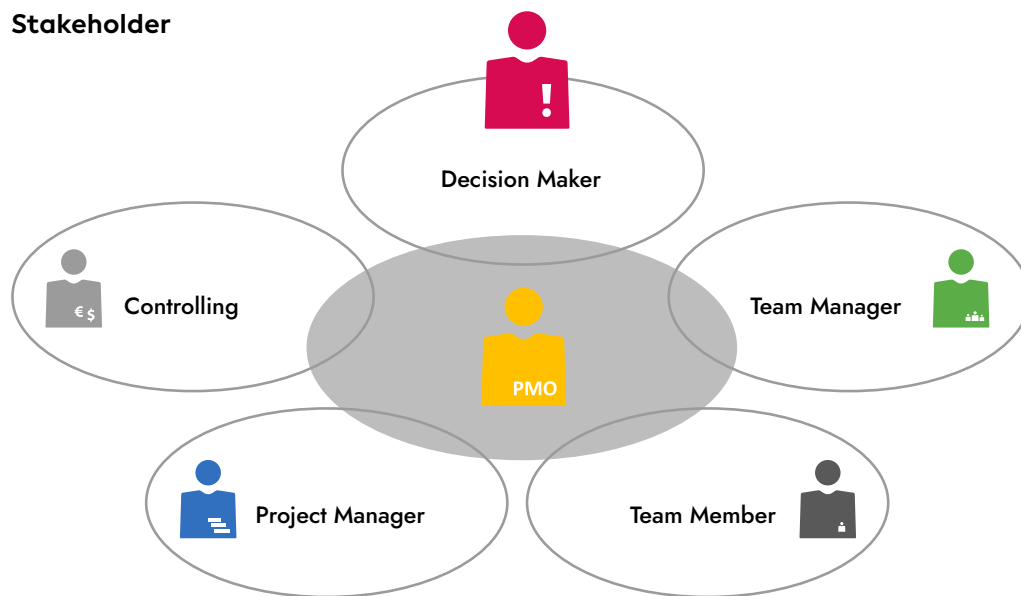 Stakeholder
!
Decision Maker
€ $
Controlling
Team Manager
PMO
Project Manager
Team Member